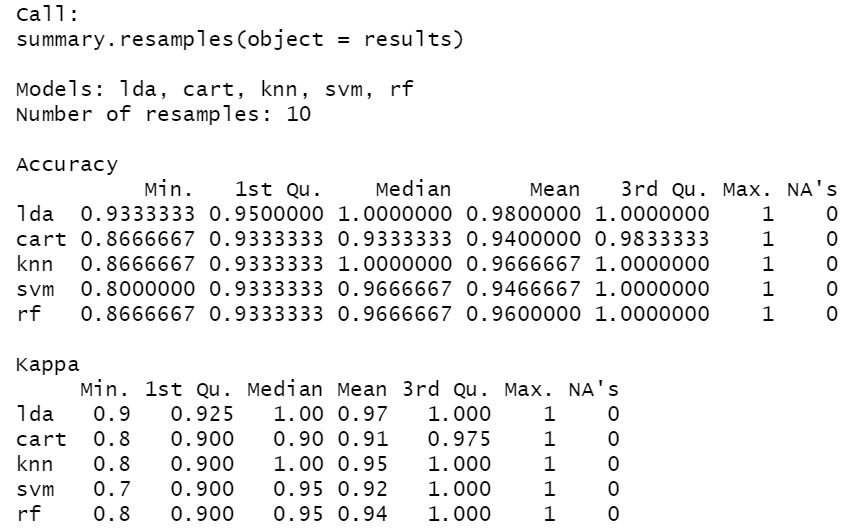 Call:
summary.resamples(object = results)
Models: lda, cart, knn, svm, rf
Number of resamples: 10
Accuracy
Min. 1st Qu. Median Mean 3rd Qu. Max. NA's
lda 0.9333333 0.9500000 1.0000000 0.9800000 1.0000000 1 0
cart 0.8666667 0.9333333 0.9333333 0.9400000 0.9833333 1 0
knn 0.8666667 0.9333333 1.0000000 0.9666667 1.0000000 1 0
svm 0.8000000 0.9333333 0.9666667 0.9466667 1.0000000 1 0
rf 0.8666667 0.9333333 0.9666667 0.9600000 1.0000000 1 0
Kappa
Min. 1st Qu. Median Mean 3rd Qu. Max. NA's
lda 0.9 0.925 1.00 0.97 1.000 1 0
cart 0.8 0.900 0.90 0.91 0.975 1 0
knn 0.8 0.900 1.00 0.95 1.000 1 0
svm 0.7 0.900 0.95 0.92 1.000 1 0
rf 0.8 0.900 0.95 0.94 1.000 1 0